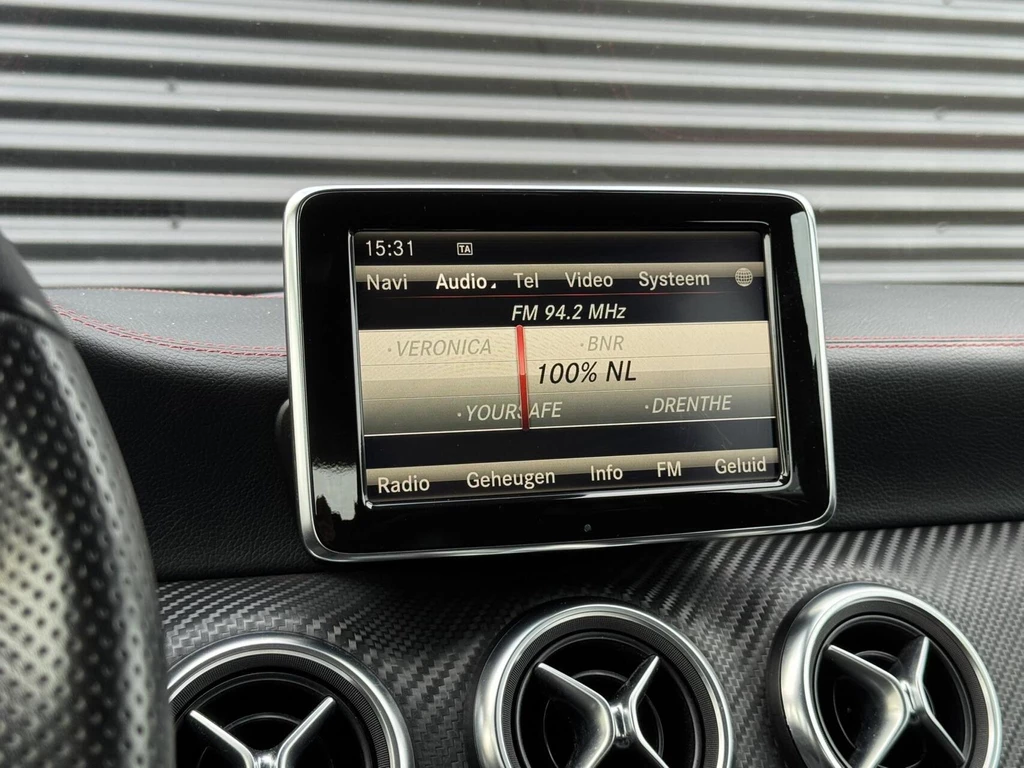 15:31 TA
Navi Audio Tel Video Systeem
FM 94.2 MHz
·VERONICA ·BNR
100% NL
·YOURSAFE ·DRENTHE
Radio Geheugen Info FM Geluid